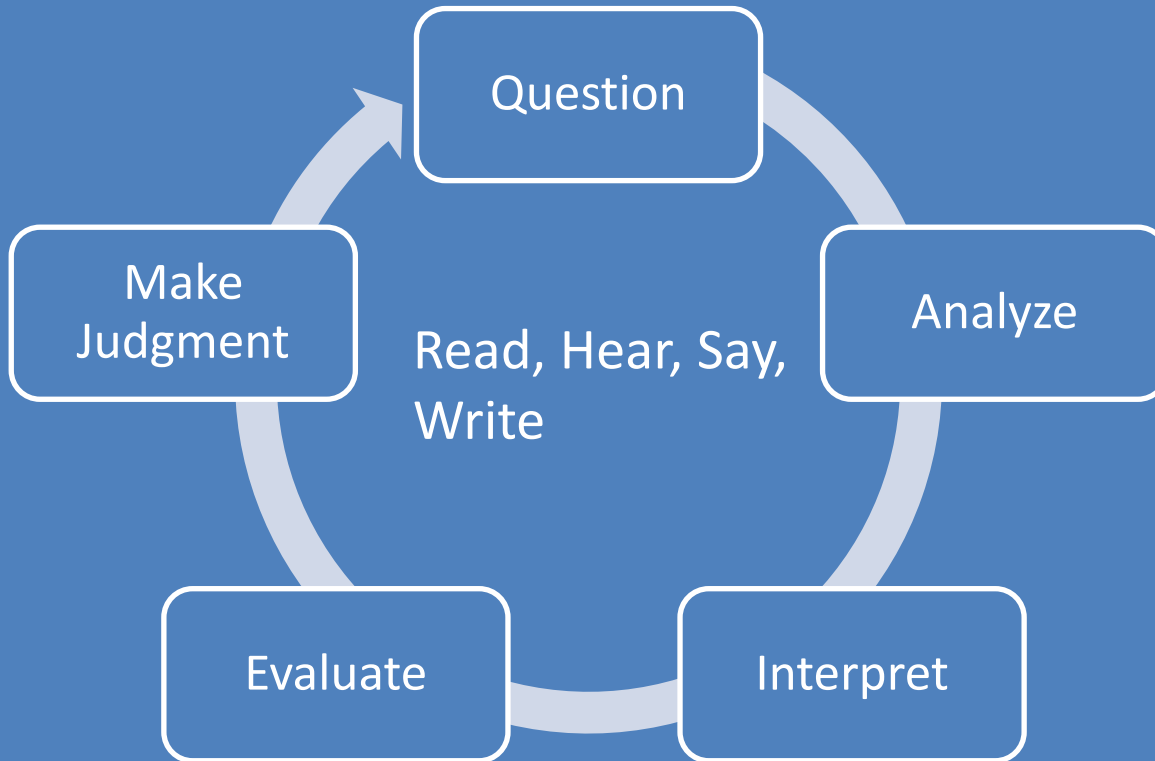 Question
Analyze
Interpret
Evaluate
Make
Judgment
Read, Hear, Say,
Write